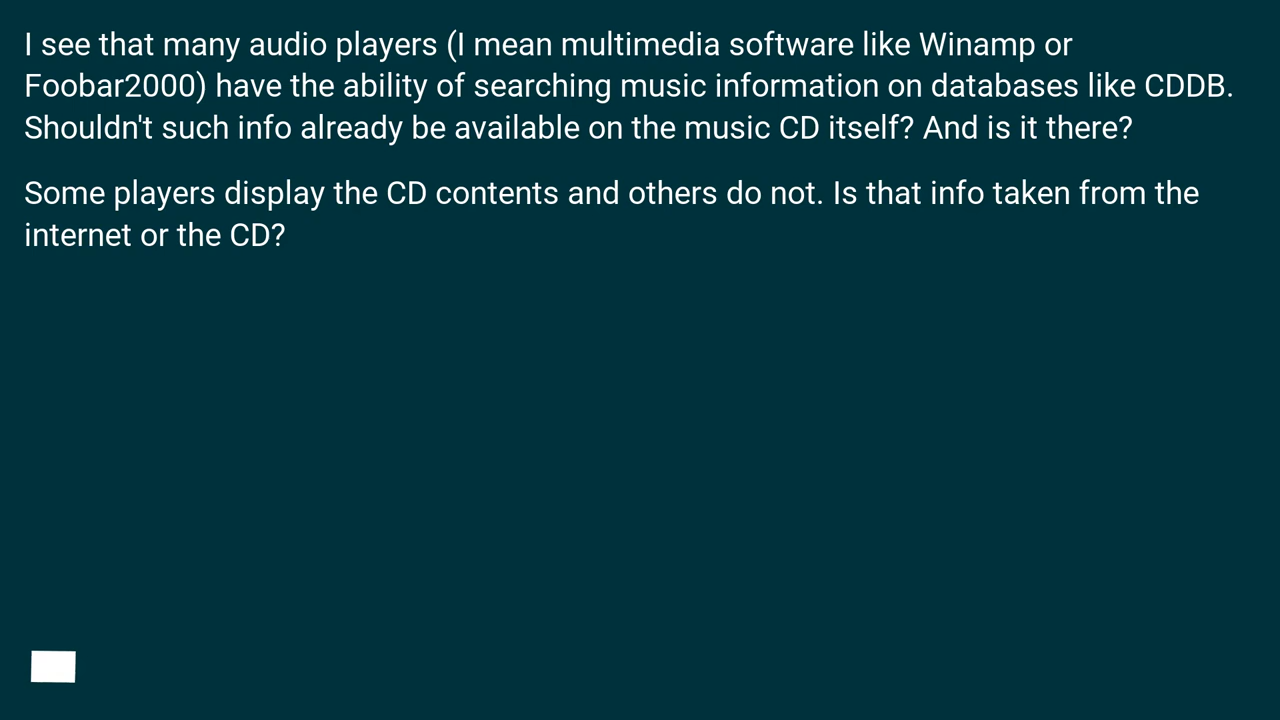 I see that many audio players (I mean multimedia software like Winamp or
Foobar2000) have the ability of searching music information on databases like CDDB.
Shouldn't such info already be available on the music CD itself? And is it there?
Some players display the CD contents and others do not. Is that info taken from the
internet or the CD?